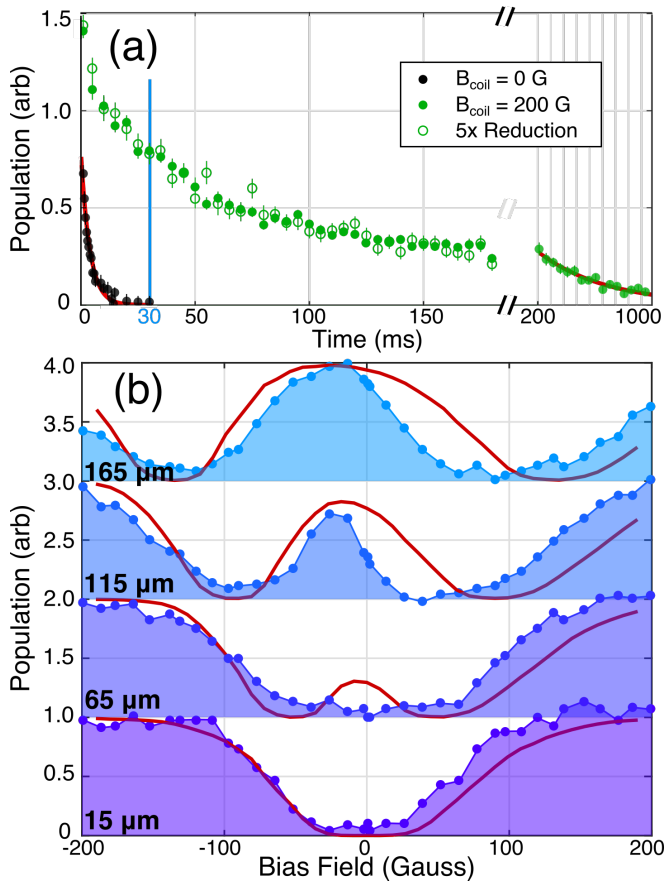 1.5
(a)
//
B_coil = 0 G
B_coil = 200 G
5x Reduction
1.0
Population (arb)
0.5
//
0
//
0 30 50 100 150 200 1000
Time (ms)
4.0
(b)
3.5
165 µm
3.0
2.5
115 µm
2.0
Population (arb)
1.5
65 µm
1.0
0.5
15 µm
0
-200 -100 0 100 200
Bias Field (Gauss)